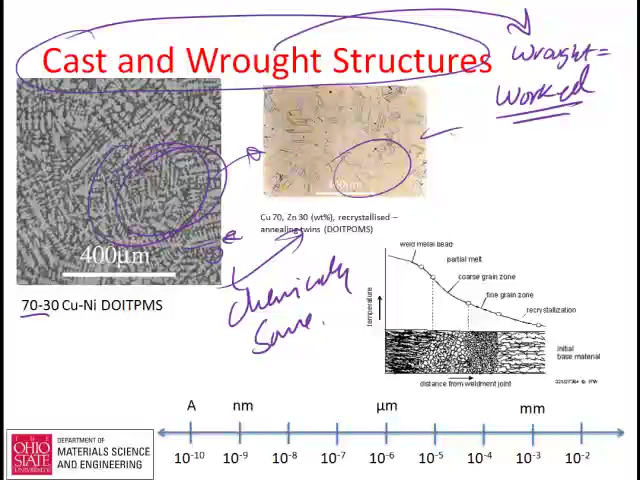 Cast and Wrought Structures
Wrought =
Worked
400µm
Cu 70, Zn 30 (wt%), recrystallised –
annealing twins (DOITPOMS)
70-30 Cu-Ni DOITPMS
Chemically
Same.
weld metal bead
partial melt
coarse grain zone
fine grain zone
recrystallization
temperature
initial
base material
distance from weldment joint
A nm µm mm
10-10 10-9 10-8 10-7 10-6 10-5 10-4 10-3 10-2
THE
OHIO
STATE
UNIVERSITY
DEPARTMENT OF
MATERIALS SCIENCE
AND ENGINEERING